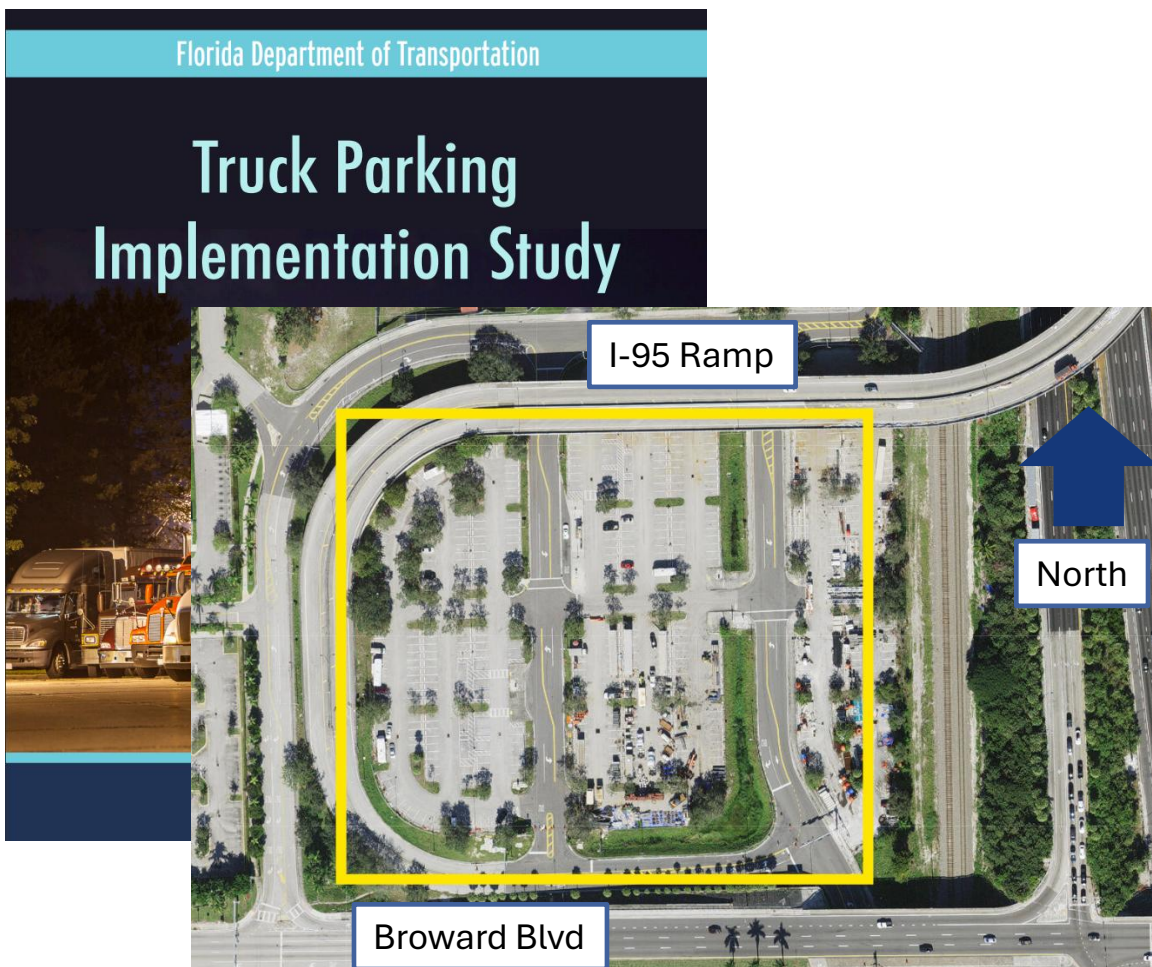 Florida Department of Transportation
Truck Parking
Implementation Study
I-95 Ramp
North
Broward Blvd